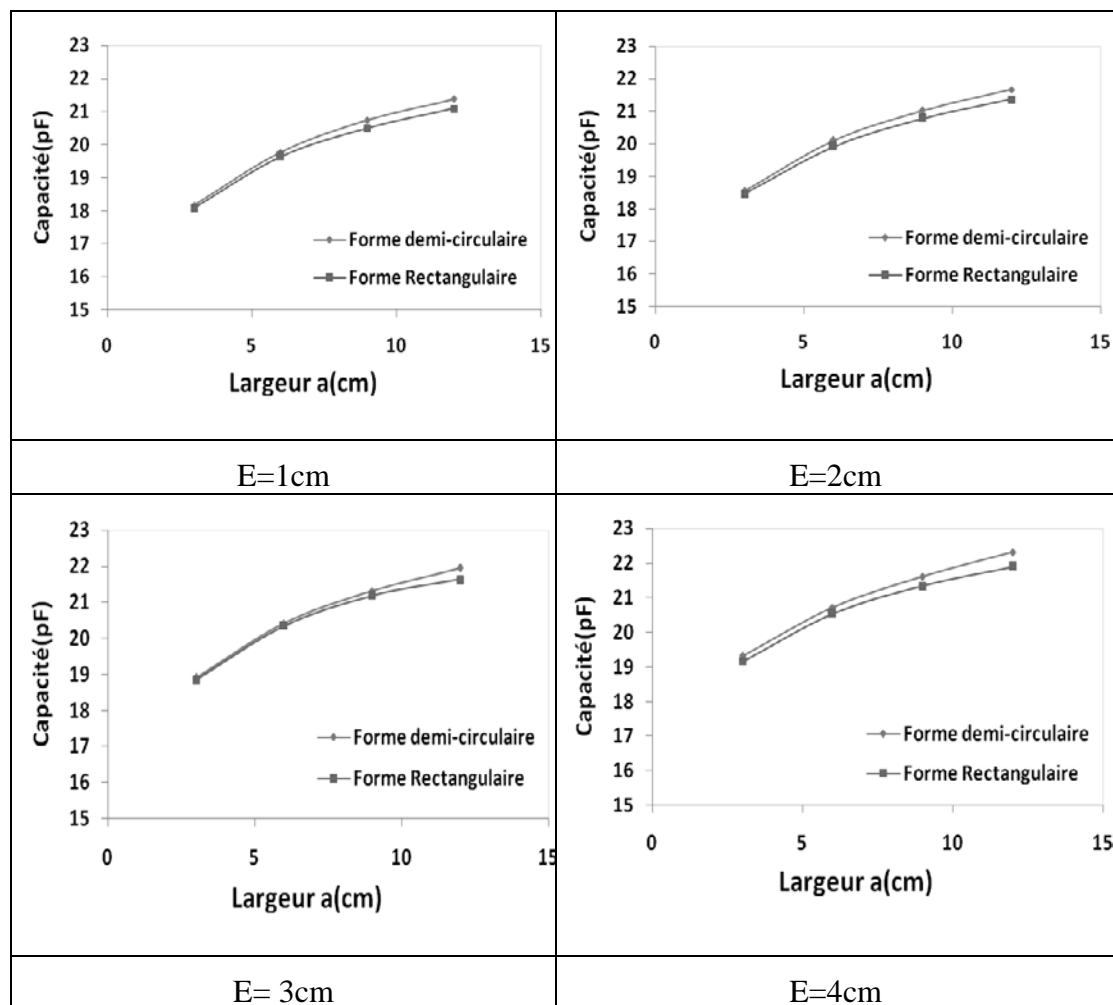 23
22
21
20
19
18
17
16
15
Capacité(pF)
Forme demi-circulaire
Forme Rectangulaire
0 5 10 15
Largeur a(cm)
E=1cm
23
22
21
20
19
18
17
16
15
Capacité(pF)
Forme demi-circulaire
Forme Rectangulaire
0 5 10 15
Largeur a(cm)
E=2cm
23
22
21
20
19
18
17
16
15
Capacité(pF)
Forme demi-circulaire
Forme Rectangulaire
0 5 10 15
Largeur a(cm)
E= 3cm
23
22
21
20
19
18
17
16
15
Capacité(pF)
Forme demi-circulaire
Forme Rectangulaire
0 5 10 15
Largeur a(cm)
E=4cm